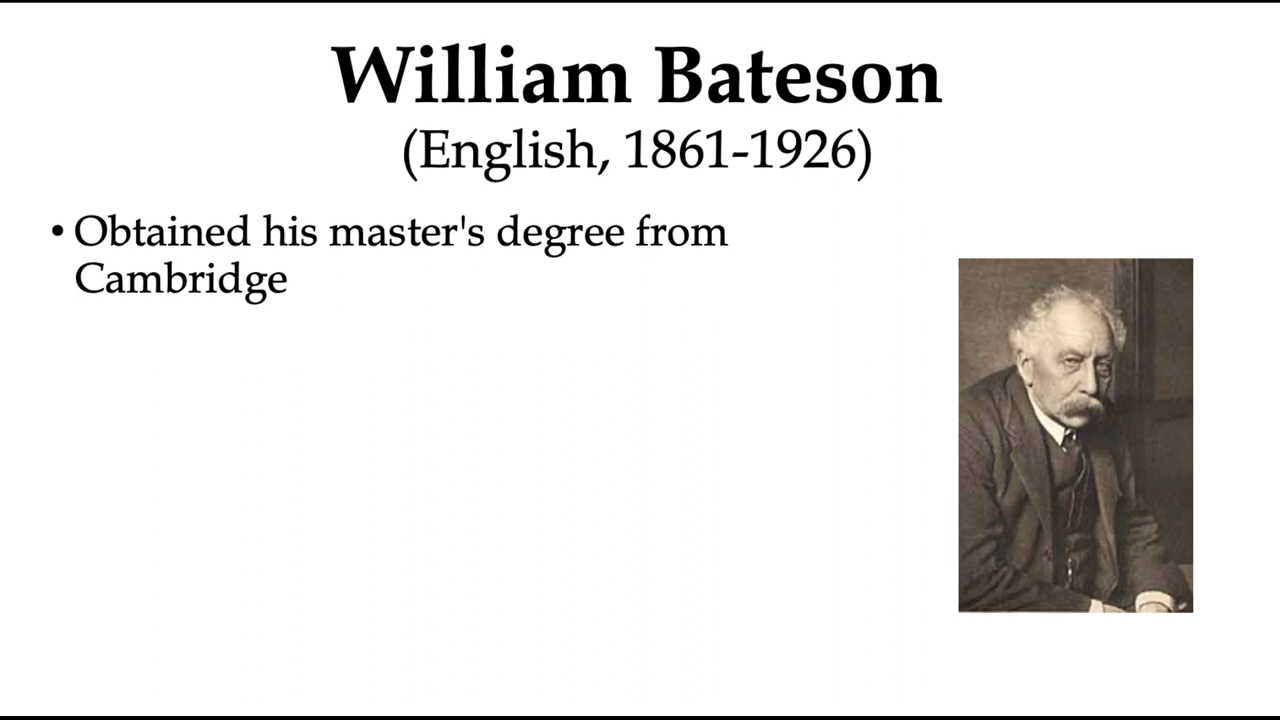 William Bateson
(English, 1861-1926)
• Obtained his master's degree from
Cambridge